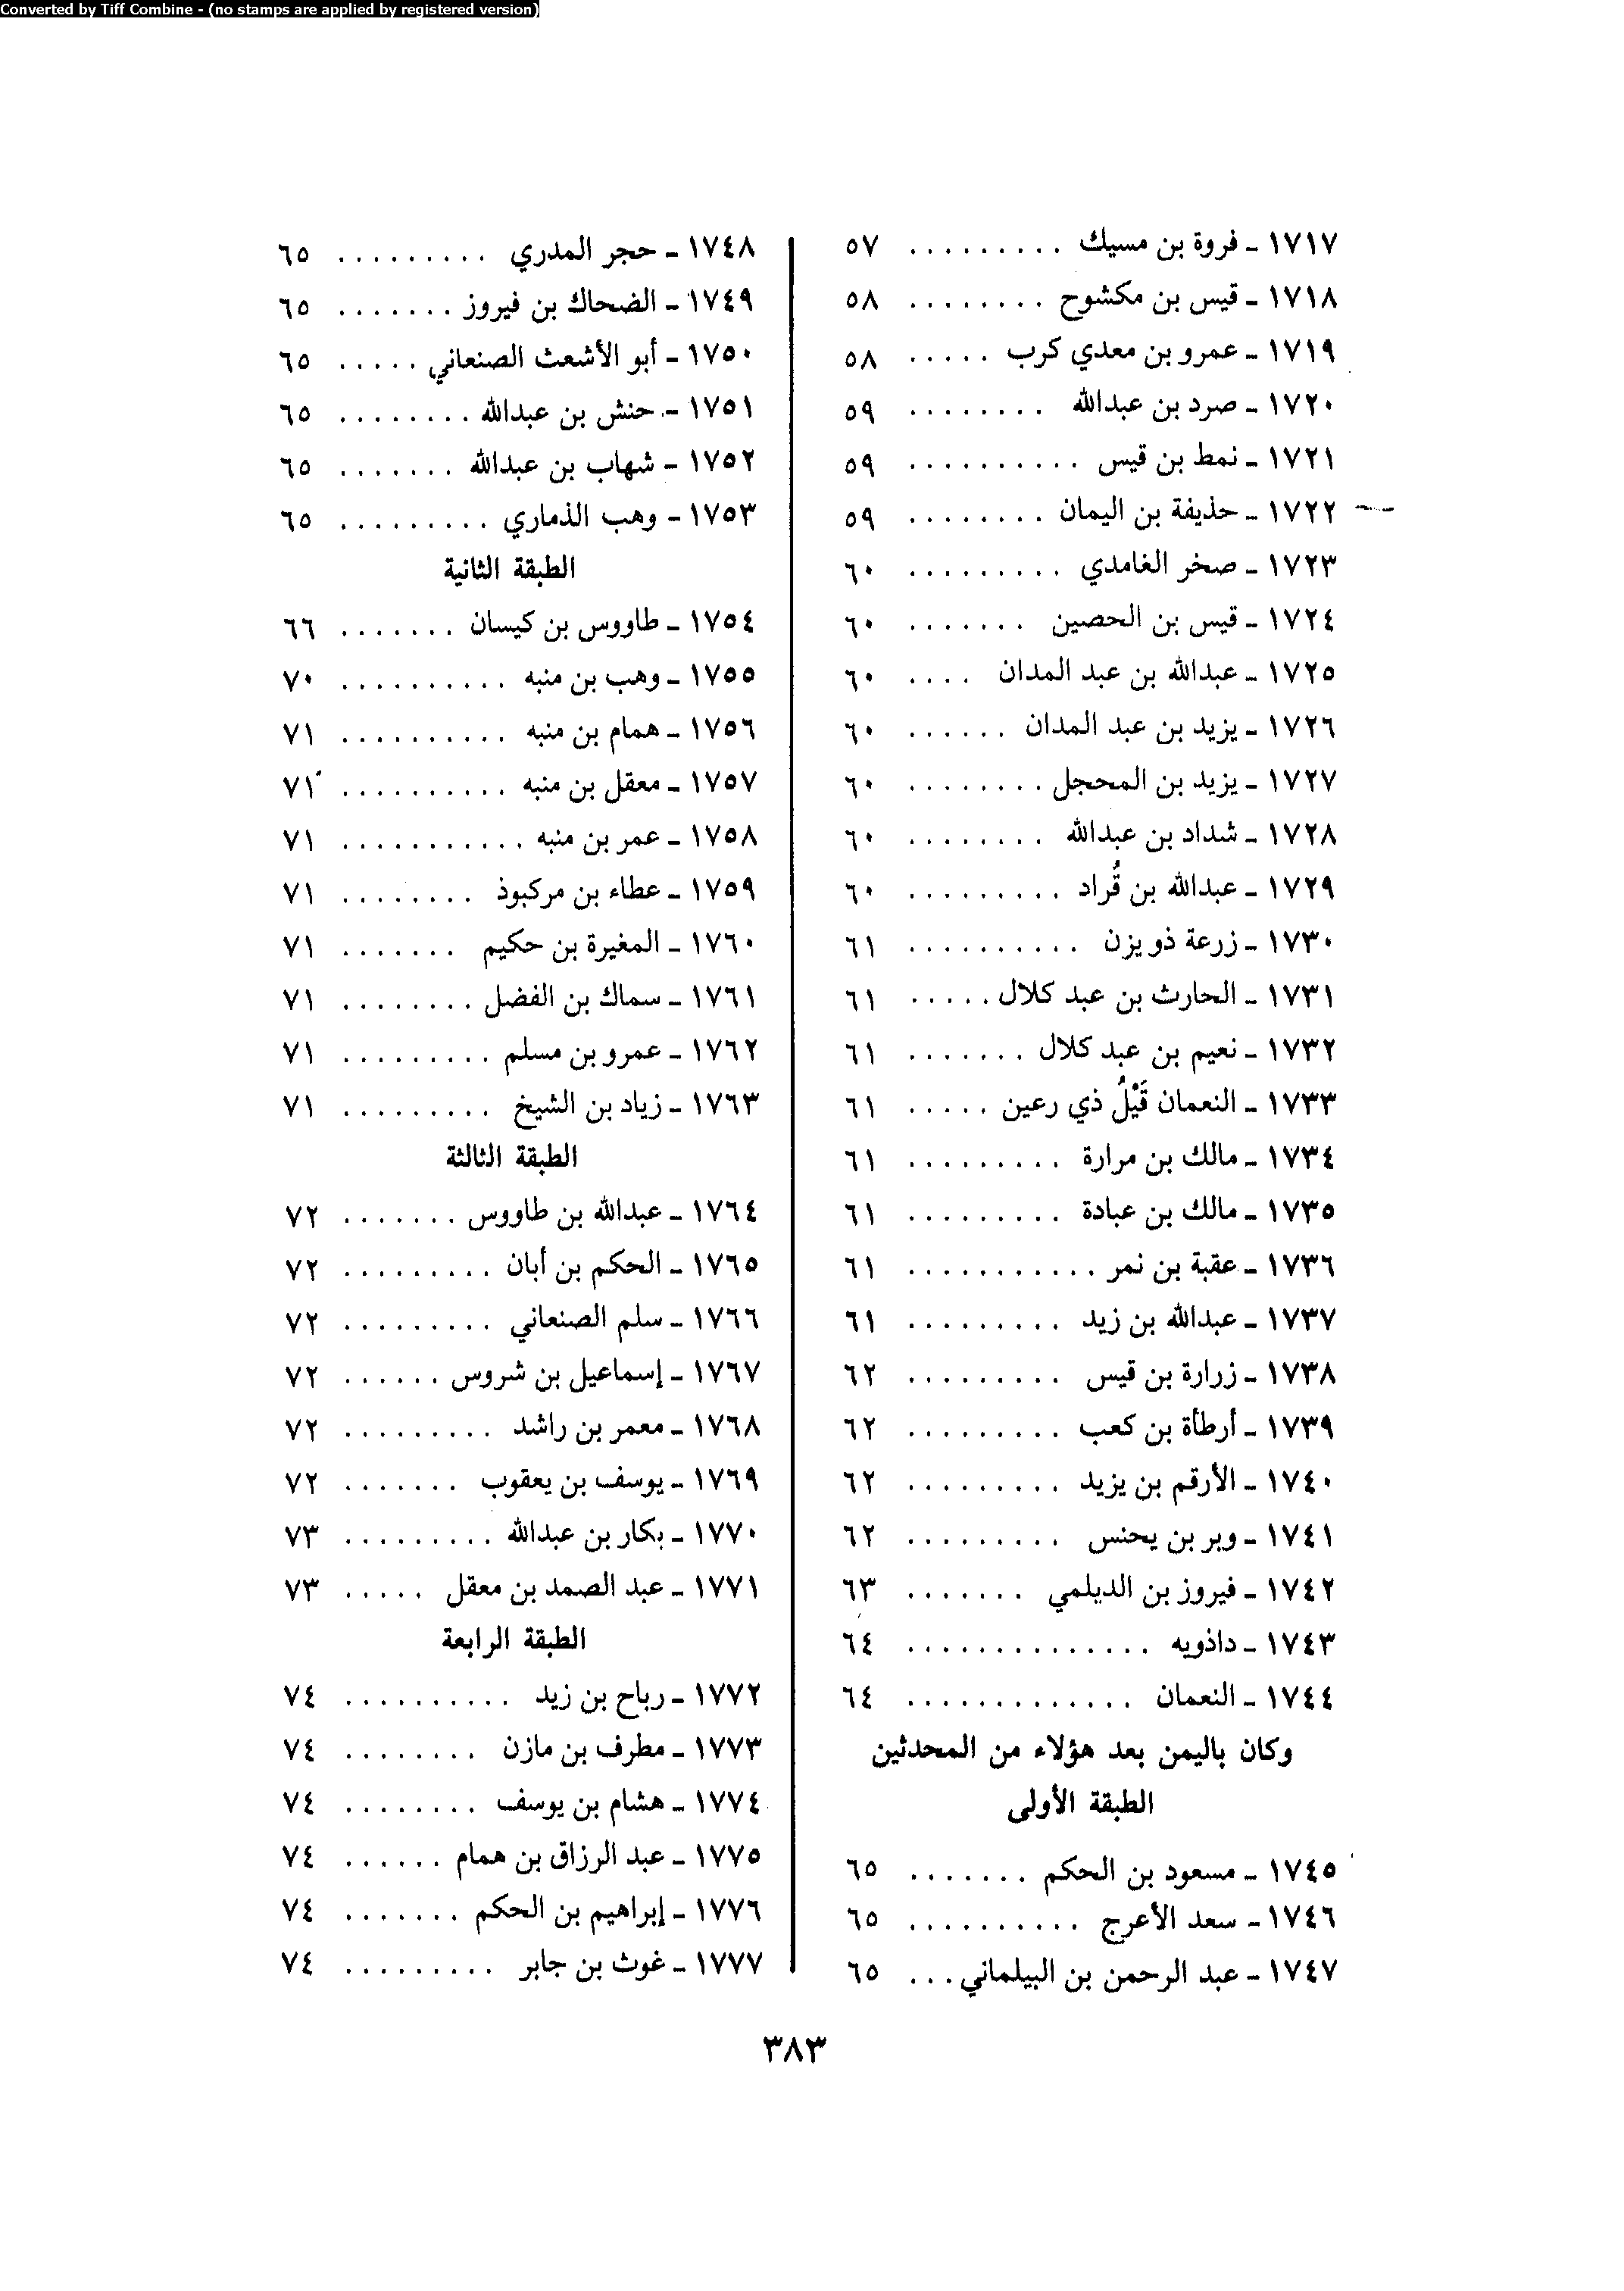 Converted by Tiff Combine - (no stamps are applied by registered version)
١٧١٧ ـ فروة بن مسيك . . . . . . . . . ٥٧
١٧١٨ ـ قيس بن مكشوح . . . . . . . . ٥٨
١٧١٩ ـ عمرو بن معدي كرب . . . . . ٥٨
١٧٢٠ ـ صرد بن عبدالله . . . . . . . . ٥٩
١٧٢١ ـ نمط بن قيس . . . . . . . . . . ٥٩
١٧٢٢ ـ حذيفة بن اليمان . . . . . . . . ٥٩
١٧٢٣ ـ صخر الغامدي . . . . . . . . . ٦٠
١٧٢٤ ـ قيس بن الحصين . . . . . . . ٦٠
١٧٢٥ ـ عبدالله بن عبد المدان . . . . ٦٠
١٧٢٦ ـ يزيد بن عبد المدان . . . . . . ٦٠
١٧٢٧ ـ يزيد بن المحجل . . . . . . . . ٦٠
١٧٢٨ ـ شداد بن عبدالله . . . . . . . . ٦٠
١٧٢٩ ـ عبدالله بن قُراد . . . . . . . . . ٦٠
١٧٣٠ ـ زرعة ذو يزن . . . . . . . . . . ٦١
١٧٣١ ـ الحارث بن عبد كلال . . . . . ٦١
١٧٣٢ ـ نعيم بن عبد كلال . . . . . . . ٦١
١٧٣٣ ـ النعمان قَيْلُ ذي رعين . . . . . ٦١
١٧٣٤ ـ مالك بن مرارة . . . . . . . . . ٦١
١٧٣٥ ـ مالك بن عبادة . . . . . . . . . ٦١
١٧٣٦ ـ عقبة بن نمر . . . . . . . . . . . ٦١
١٧٣٧ ـ عبدالله بن زيد . . . . . . . . . ٦١
١٧٣٨ ـ زرارة بن قيس . . . . . . . . . ٦٢
١٧٣٩ ـ أرطأة بن كعب . . . . . . . . . ٦٢
١٧٤٠ ـ الأرقم بن يزيد . . . . . . . . . ٦٢
١٧٤١ ـ وبر بن يحنس . . . . . . . . . ٦٢
١٧٤٢ ـ فيروز بن الديلمي . . . . . . . ٦٣
١٧٤٣ ـ داذويه . . . . . . . . . . . . . . ٦٤
١٧٤٤ ـ النعمان . . . . . . . . . . . . . ٦٤
وكان باليمن بعد هؤلاء من المحدثين
الطبقة الأولى
١٧٤٥ ـ مسعود بن الحكم . . . . . . . ٦٥
١٧٤٦ ـ سعد الأعرج . . . . . . . . . . ٦٥
١٧٤٧ ـ عبد الرحمن بن البيلماني . . . ٦٥
١٧٤٨ ـ حجر المدري . . . . . . . . . ٦٥
١٧٤٩ ـ الضحاك بن فيروز . . . . . . . ٦٥
١٧٥٠ ـ أبو الأشعث الصنعاني . . . . . ٦٥
١٧٥١ ـ حنش بن عبدالله . . . . . . . . ٦٥
١٧٥٢ ـ شهاب بن عبدالله . . . . . . . ٦٥
١٧٥٣ ـ وهب الذماري . . . . . . . . . ٦٥
الطبقة الثانية
١٧٥٤ ـ طاووس بن كيسان . . . . . . . ٦٦
١٧٥٥ ـ وهب بن منبه . . . . . . . . . . ٧٠
١٧٥٦ ـ همام بن منبه . . . . . . . . . . ٧١
١٧٥٧ ـ معقل بن منبه . . . . . . . . . . ٧١
١٧٥٨ ـ عمر بن منبه . . . . . . . . . . . ٧١
١٧٥٩ ـ عطاء بن مركبوذ . . . . . . . . ٧١
١٧٦٠ ـ المغيرة بن حكيم . . . . . . . ٧١
١٧٦١ ـ سماك بن الفضل . . . . . . . . ٧١
١٧٦٢ ـ عمرو بن مسلم . . . . . . . . . ٧١
١٧٦٣ ـ زياد بن الشيخ . . . . . . . . . ٧١
الطبقة الثالثة
١٧٦٤ ـ عبدالله بن طاووس . . . . . . . ٧٢
١٧٦٥ ـ الحكم بن أبان . . . . . . . . . ٧٢
١٧٦٦ ـ سلم الصنعاني . . . . . . . . . ٧٢
١٧٦٧ ـ إسماعيل بن شروس . . . . . . ٧٢
١٧٦٨ ـ معمر بن راشد . . . . . . . . . ٧٢
١٧٦٩ ـ يوسف بن يعقوب . . . . . . . ٧٢
١٧٧٠ ـ بكار بن عبدالله . . . . . . . . . ٧٣
١٧٧١ ـ عبد الصمد بن معقل . . . . . ٧٣
الطبقة الرابعة
١٧٧٢ ـ رباح بن زيد . . . . . . . . . . ٧٤
١٧٧٣ ـ مطرف بن مازن . . . . . . . . ٧٤
١٧٧٤ ـ هشام بن يوسف . . . . . . . . ٧٤
١٧٧٥ ـ عبد الرزاق بن همام . . . . . . ٧٤
١٧٧٦ ـ إبراهيم بن الحكم . . . . . . . ٧٤
١٧٧٧ ـ غوث بن جابر . . . . . . . . . ٧٤
٣٨٣